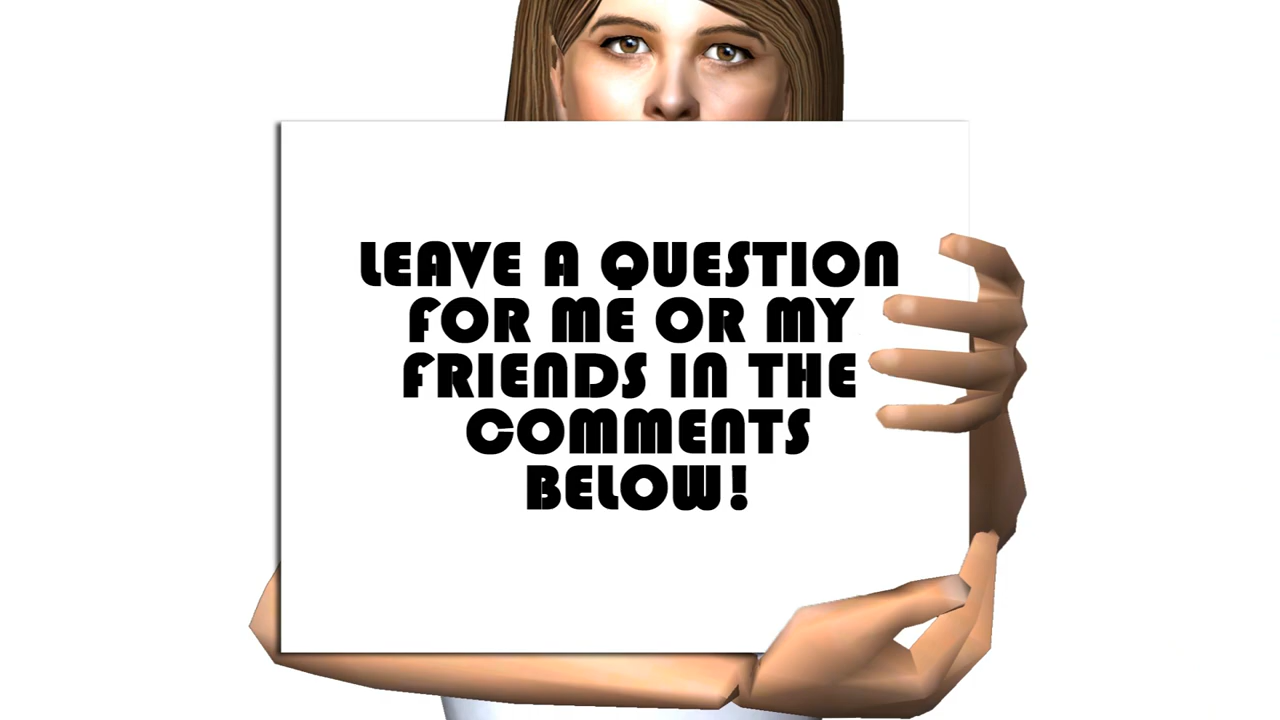 LEAVE A QUESTION
FOR ME OR MY
FRIENDS IN THE
COMMENTS
BELOW!